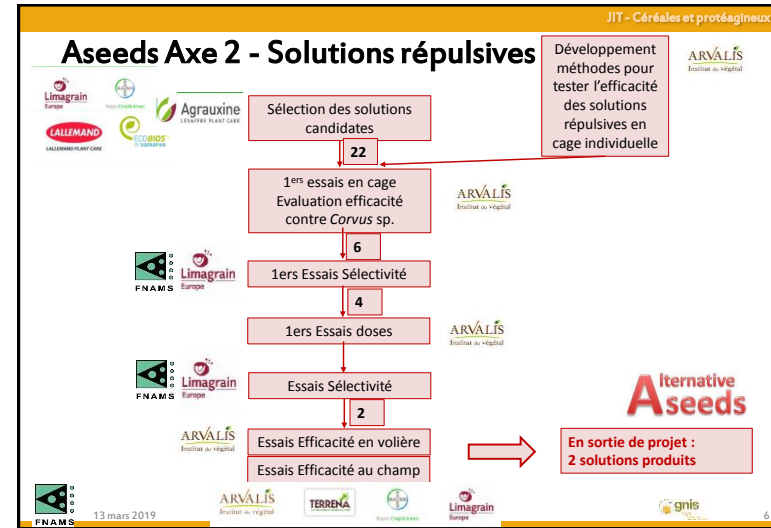 JIT - Céréales et protéagineux
Aseeds Axe 2 - Solutions répulsives
Développement
méthodes pour
tester l'efficacité
des solutions
répulsives en
cage individuelle
ARVALIS
Institut du végétal
Limagrain
Europe
Bayer CropScience
Agrauxine
LESAFFRE PLANT CARE
LALLEMAND
LALLEMAND PLANT CARE
ECOBIOS
Sélection des solutions
candidates
22
1ers essais en cage
Evaluation efficacité
contre Corvus sp.
ARVALIS
Institut du végétal
6
FNAMS
Limagrain
Europe
1ers Essais Sélectivité
4
1ers Essais doses
ARVALIS
Institut du végétal
FNAMS
Limagrain
Europe
Essais Sélectivité
2
ARVALIS
Institut du végétal
Essais Efficacité en volière
Essais Efficacité au champ
Alternative
Aseeds
En sortie de projet :
2 solutions produits
FNAMS
13 mars 2019
ARVALIS
Institut du végétal
TERRENA
Bayer CropScience
Limagrain
Europe
gnis
6